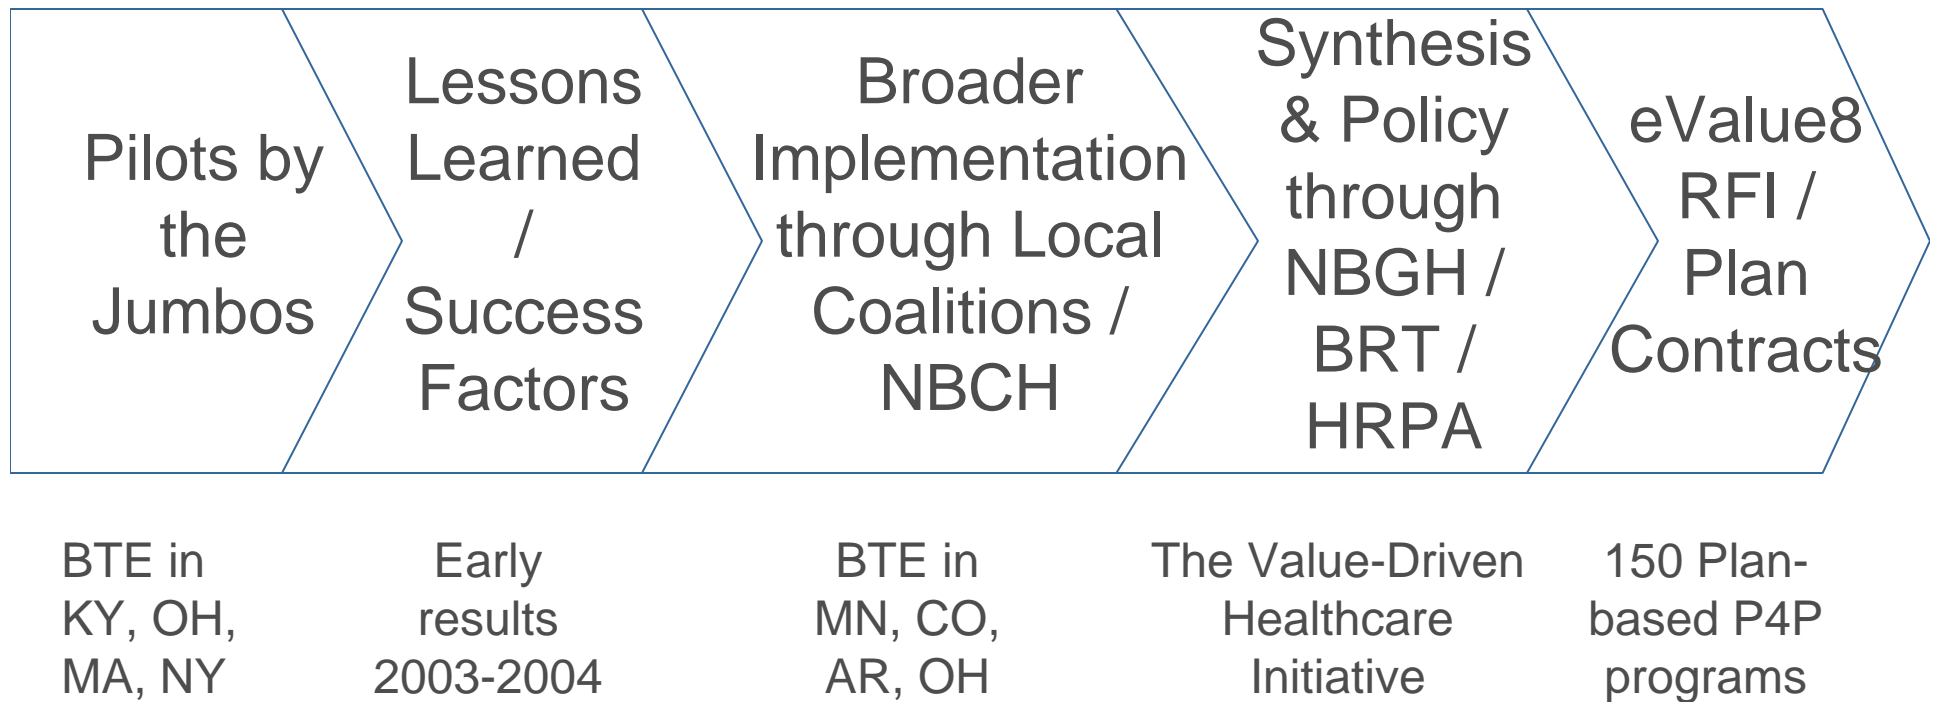 Pilots by
the
Jumbos
Lessons
Learned
/
Success
Factors
Broader
Implementation
through Local
Coalitions /
NBCH
Synthesis
& Policy
through
NBGH /
BRT /
HRPA
eValue8
RFI /
Plan
Contracts
BTE in
KY, OH,
MA, NY
Early
results
2003-2004
BTE in
MN, CO,
AR, OH
The Value-Driven
Healthcare
Initiative
150 Plan-
based P4P
programs